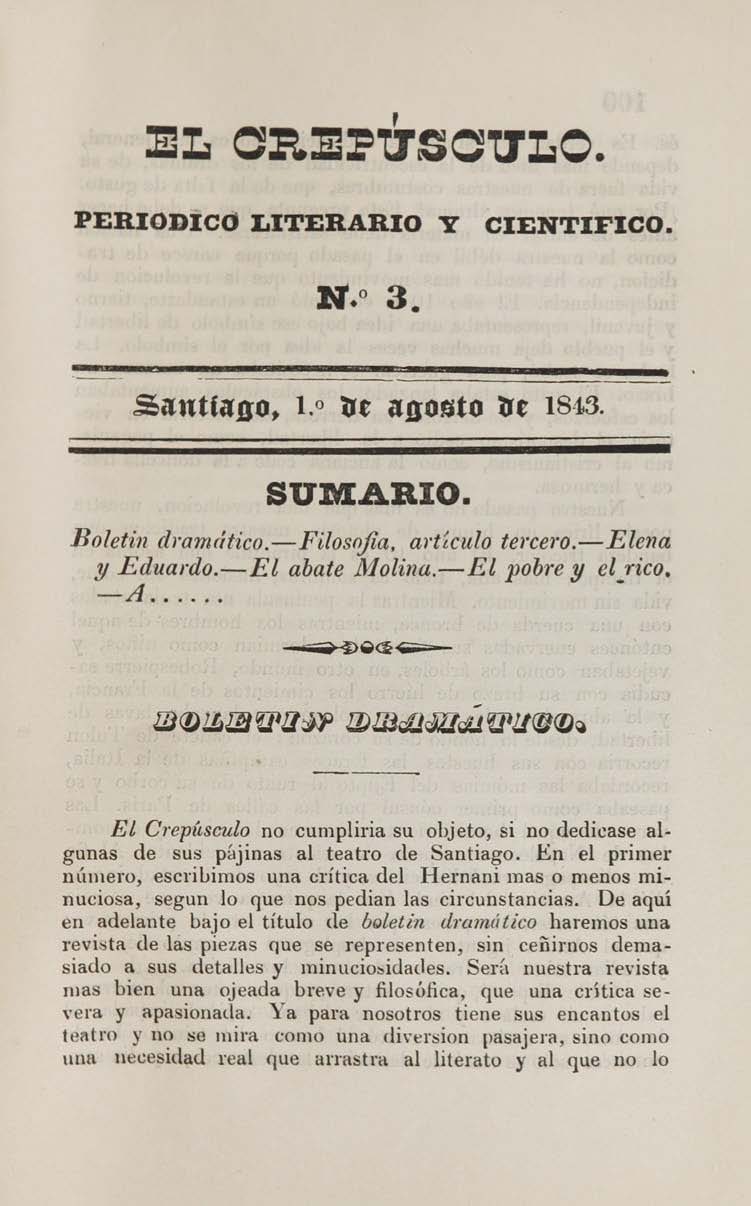 EL CREPÚSCULO.
PERIODICO LITERARIO Y CIENTIFICO.
N.º 3.
Santiago, 1.º de agosto de 1843.
SUMARIO.
Boletin dramático.—Filosofia, artículo tercero.—Elena
y Eduardo.—El abate Molina.—El pobre y el rico.
—A......
BOLETIN DRAMÁTICO.
El Crepúsculo no cumpliria su objeto, si no dedicase al-
gunas de sus pájinas al teatro de Santiago. En el primer
número, escribimos una crítica del Hernani mas o menos mi-
nuciosa, segun lo que nos pedian las circunstancias. De aquí
en adelante bajo el título de boletin dramático haremos una
revista de las piezas que se representen, sin ceñirnos dema-
siado a sus detalles y minuciosidades. Será nuestra revista
mas bien una ojeada breve y filosófica, que una crítica se-
vera y apasionada. Ya para nosotros tiene sus encantos el
teatro y no se mira como una diversion pasajera, sino como
una necesidad real que arrastra al literato y al que no lo